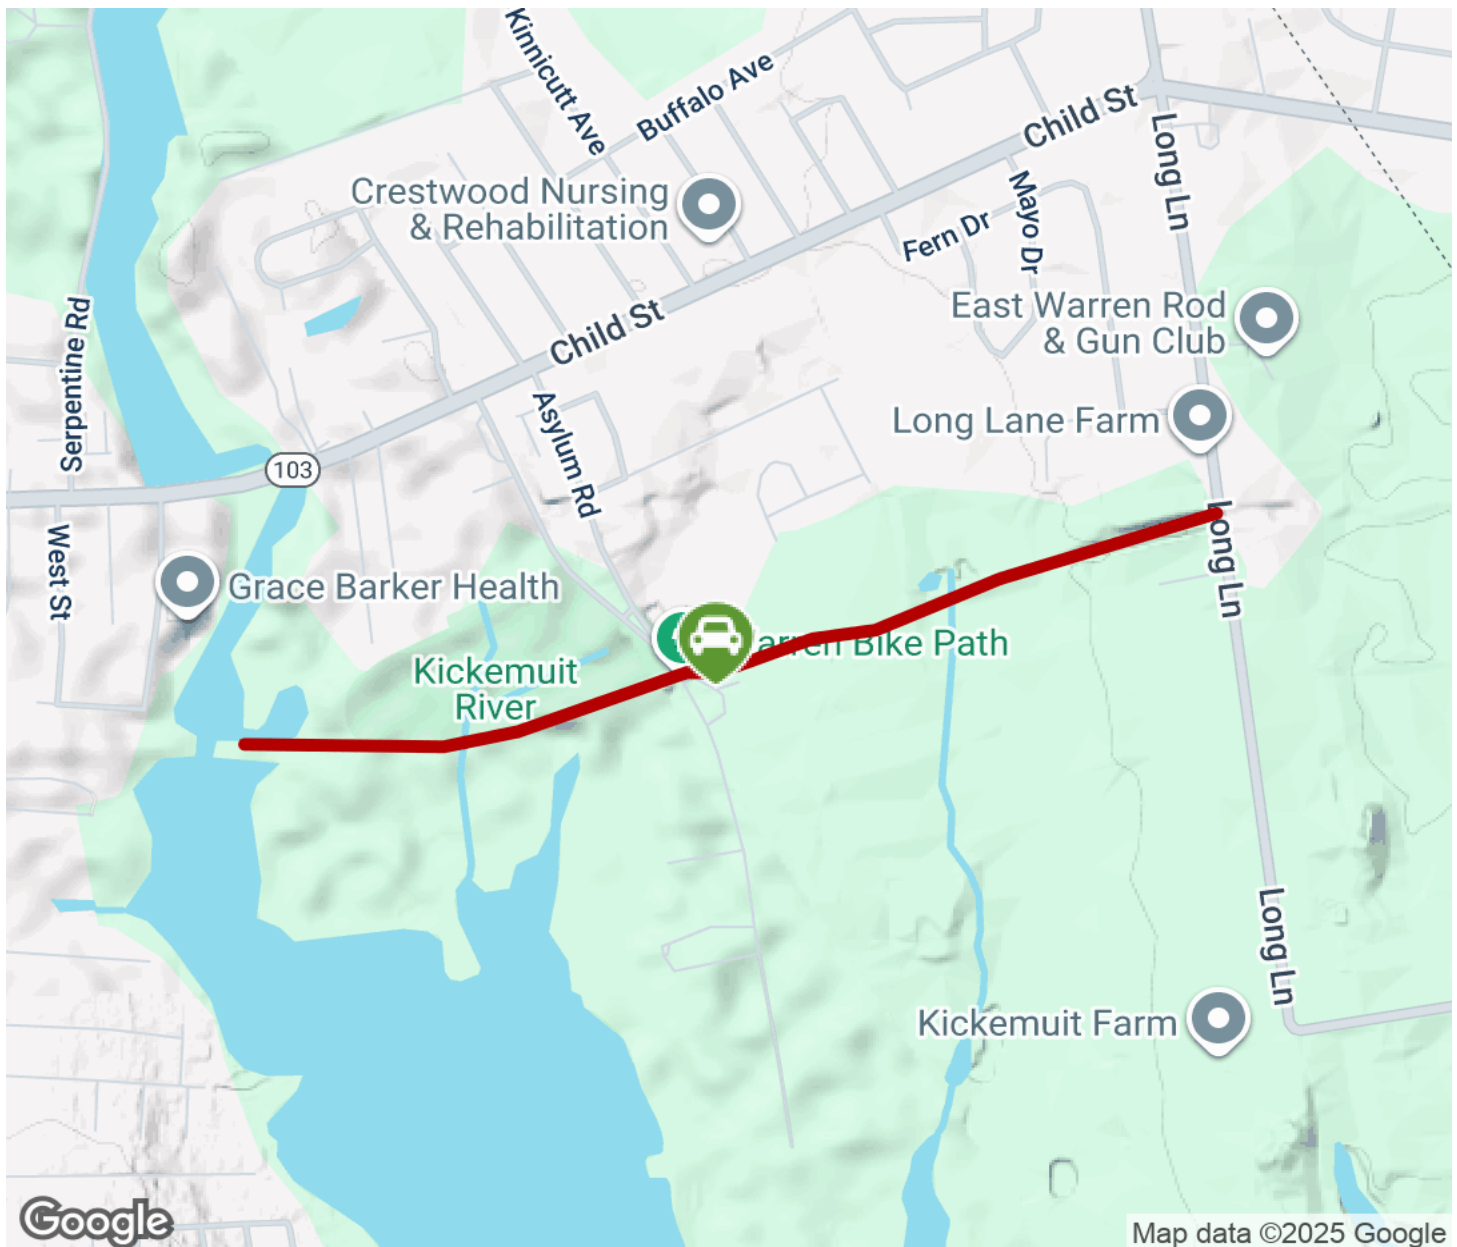 Kinnicutt Ave
Buffalo Ave
Child St
Long Ln
Crestwood Nursing
& Rehabilitation
Mayo Dr
Fern Dr
East Warren Rod
& Gun Club
Serpentine Rd
Child St
Long Lane Farm
Asylum Rd
103
Long Ln
West St
Grace Barker Health
arren Bike Path
Kickemuit
River
Long Ln
Kickemuit Farm
Google
Map data ©2025 Google